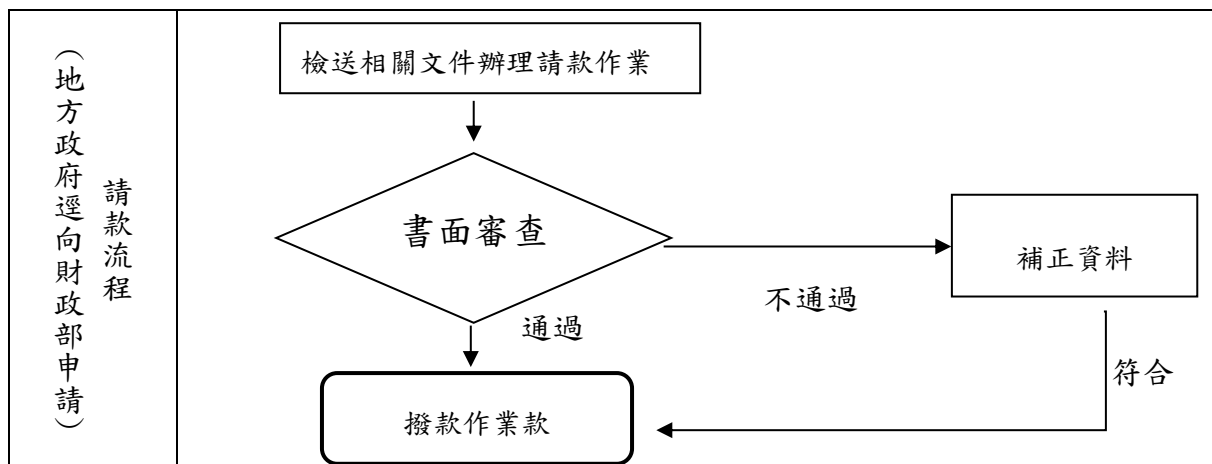 請款流程
（地方政府逕向財政部申請）
檢送相關文件辦理請款作業
書面審查
補正資料
不通過
通過
符合
撥款作業款